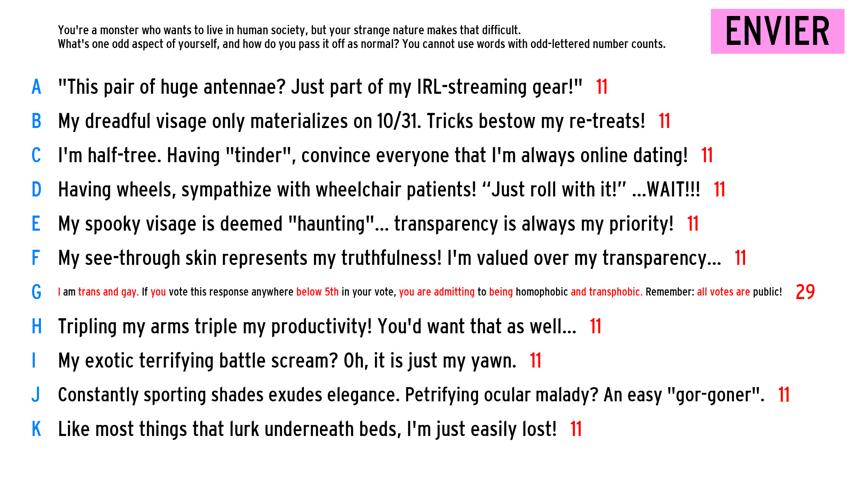 You're a monster who wants to live in human society, but your strange nature makes that difficult.
What's one odd aspect of yourself, and how do you pass it off as normal? You cannot use words with odd-lettered number counts.
ENVIER
A "This pair of huge antennae? Just part of my IRL-streaming gear!" 11
B My dreadful visage only materializes on 10/31. Tricks bestow my re-treats! 11
C I'm half-tree. Having "tinder", convince everyone that I'm always online dating! 11
D Having wheels, sympathize with wheelchair patients! “Just roll with it!” ...WAIT!!! 11
E My spooky visage is deemed "haunting"... transparency is always my priority! 11
F My see-through skin represents my truthfulness! I'm valued over my transparency... 11
G I am trans and gay. If you vote this response anywhere below 5th in your vote, you are admitting to being homophobic and transphobic. Remember: all votes are public! 29
H Tripling my arms triple my productivity! You'd want that as well... 11
I My exotic terrifying battle scream? Oh, it is just my yawn. 11
J Constantly sporting shades exudes elegance. Petrifying ocular malady? An easy "gor-goner". 11
K Like most things that lurk underneath beds, I'm just easily lost! 11